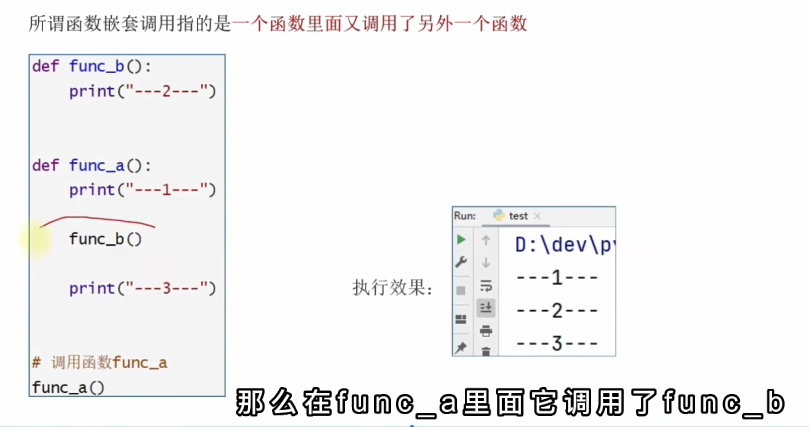 所谓函数嵌套调用指的是一个函数里面又调用了另外一个函数
def func_b():
    print("---2---")
def func_a():
    print("---1---")
    func_b()
    print("---3---")
# 调用函数func_a
func_a()
执行效果：
Run: test
D:\dev\p
---1---
---2---
---3---
那么在func_a里面它调用了func_b